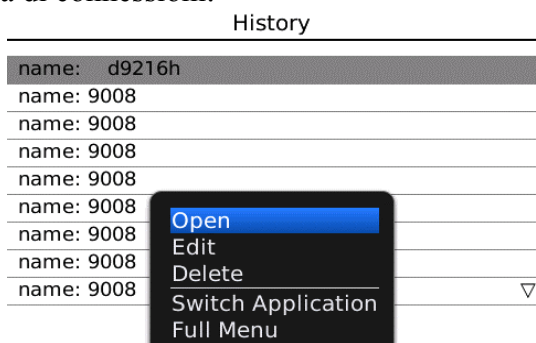 History
name: d9216h
name: 9008
name: 9008
name: 9008
name: 9008
name: 9008
name: 9008
name: 9008
name: 9008
Open
Edit
Delete
Switch Application
Full Menu